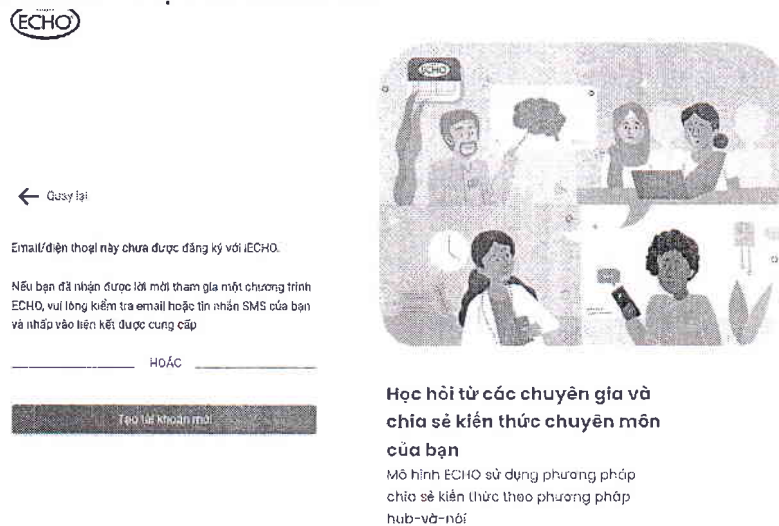 ECHO
Quay lại
Email/điện thoại này chưa được đăng ký với iECHO.
Nếu bạn đã nhận được lời mời tham gia một chương trình
ECHO, vui lòng kiểm tra email hoặc tin nhắn SMS của bạn
và nhấp vào liên kết được cung cấp
HOẶC
Tạo tài khoản mới
ECHO
Học hỏi từ các chuyên gia và
chia sẻ kiến thức chuyên môn
của bạn
Mô hình ECHO sử dụng phương pháp
chia sẻ kiến thức theo phương pháp
hub-và-nói